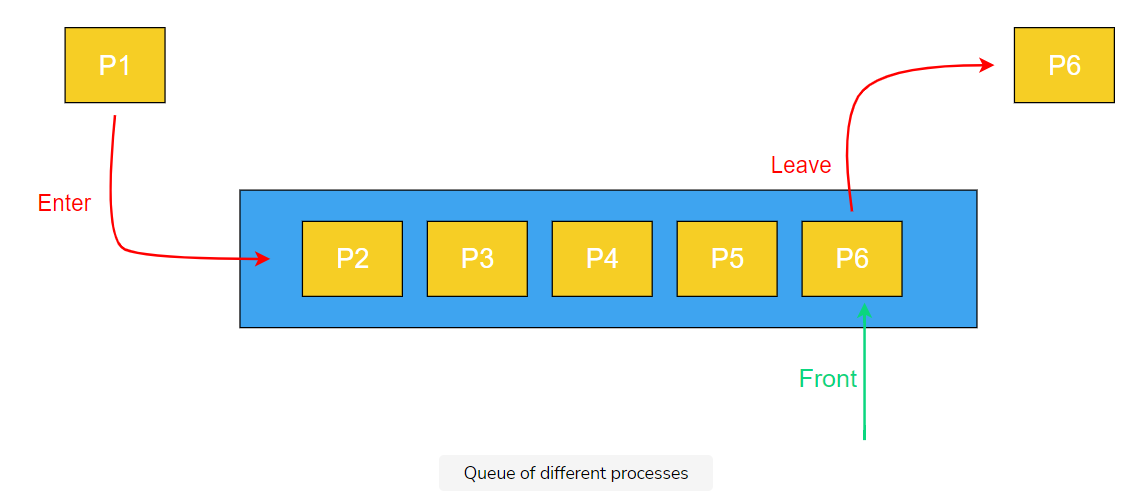 P1
P6
Leave
Enter
P2
P3
P4
P5
P6
Front
Queue of different processes